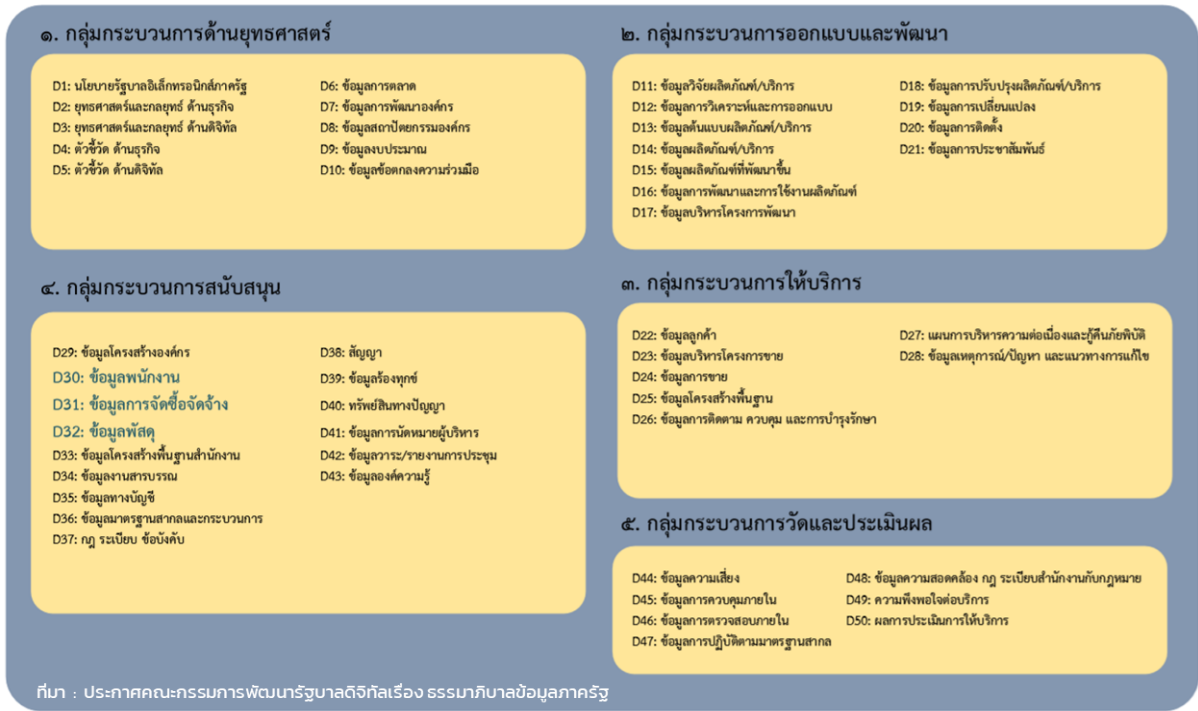 ๑. กลุ่มกระบวนการด้านยุทธศาสตร์
D1: นโยบายรัฐบาลอิเล็กทรอนิกส์ภาครัฐ
D2: ยุทธศาสตร์และกลยุทธ์ ด้านธุรกิจ
D3: ยุทธศาสตร์และกลยุทธ์ ด้านดิจิทัล
D4: ตัวชี้วัด ด้านธุรกิจ
D5: ตัวชี้วัด ด้านดิจิทัล
D6: ข้อมูลการตลาด
D7: ข้อมูลการพัฒนาองค์กร
D8: ข้อมูลสถาปัตยกรรมองค์กร
D9: ข้อมูลงบประมาณ
D10: ข้อมูลข้อตกลงความร่วมมือ
๒. กลุ่มกระบวนการออกแบบและพัฒนา
D11: ข้อมูลวิจัยผลิตภัณฑ์/บริการ
D12: ข้อมูลการวิเคราะห์และการออกแบบ
D13: ข้อมูลต้นแบบผลิตภัณฑ์/บริการ
D14: ข้อมูลผลิตภัณฑ์/บริการ
D15: ข้อมูลผลิตภัณฑ์ที่พัฒนาขึ้น
D16: ข้อมูลการพัฒนาและการใช้งานผลิตภัณฑ์
D17: ข้อมูลบริหารโครงการพัฒนา
D18: ข้อมูลการปรับปรุงผลิตภัณฑ์/บริการ
D19: ข้อมูลการเปลี่ยนแปลง
D20: ข้อมูลการติดตั้ง
D21: ข้อมูลการประชาสัมพันธ์
๓. กลุ่มกระบวนการให้บริการ
D22: ข้อมูลลูกค้า
D23: ข้อมูลบริหารโครงการขาย
D24: ข้อมูลการขาย
D25: ข้อมูลโครงสร้างพื้นฐาน
D26: ข้อมูลการติดตาม ควบคุม และการบำรุงรักษา
D27: แผนการบริหารความต่อเนื่องและกู้คืนภัยพิบัติ
D28: ข้อมูลเหตุการณ์/ปัญหา และแนวทางการแก้ไข
๔. กลุ่มกระบวนการสนับสนุน
D29: ข้อมูลโครงสร้างองค์กร
D30: ข้อมูลพนักงาน
D31: ข้อมูลการจัดซื้อจัดจ้าง
D32: ข้อมูลพัสดุ
D33: ข้อมูลโครงสร้างพื้นฐานสำนักงาน
D34: ข้อมูลงานสารบรรณ
D35: ข้อมูลทางบัญชี
D36: ข้อมูลมาตรฐานสากลและกระบวนการ
D37: กฎ ระเบียบ ข้อบังคับ
D38: สัญญา
D39: ข้อมูลร้องทุกข์
D40: ทรัพย์สินทางปัญญา
D41: ข้อมูลการนัดหมายผู้บริหาร
D42: ข้อมูลวาระ/รายงานการประชุม
D43: ข้อมูลองค์ความรู้
๕. กลุ่มกระบวนการวัดและประเมินผล
D44: ข้อมูลความเสี่ยง
D45: ข้อมูลการควบคุมภายใน
D46: ข้อมูลการตรวจสอบภายใน
D47: ข้อมูลการปฏิบัติตามมาตรฐานสากล
D48: ข้อมูลความสอดคล้อง กฎ ระเบียบสำนักงานกับกฎหมาย
D49: ความพึงพอใจต่อบริการ
D50: ผลการประเมินการให้บริการ
ที่มา : ประกาศคณะกรรมการพัฒนารัฐบาลดิจิทัลเรื่อง ธรรมาภิบาลข้อมูลภาครัฐ